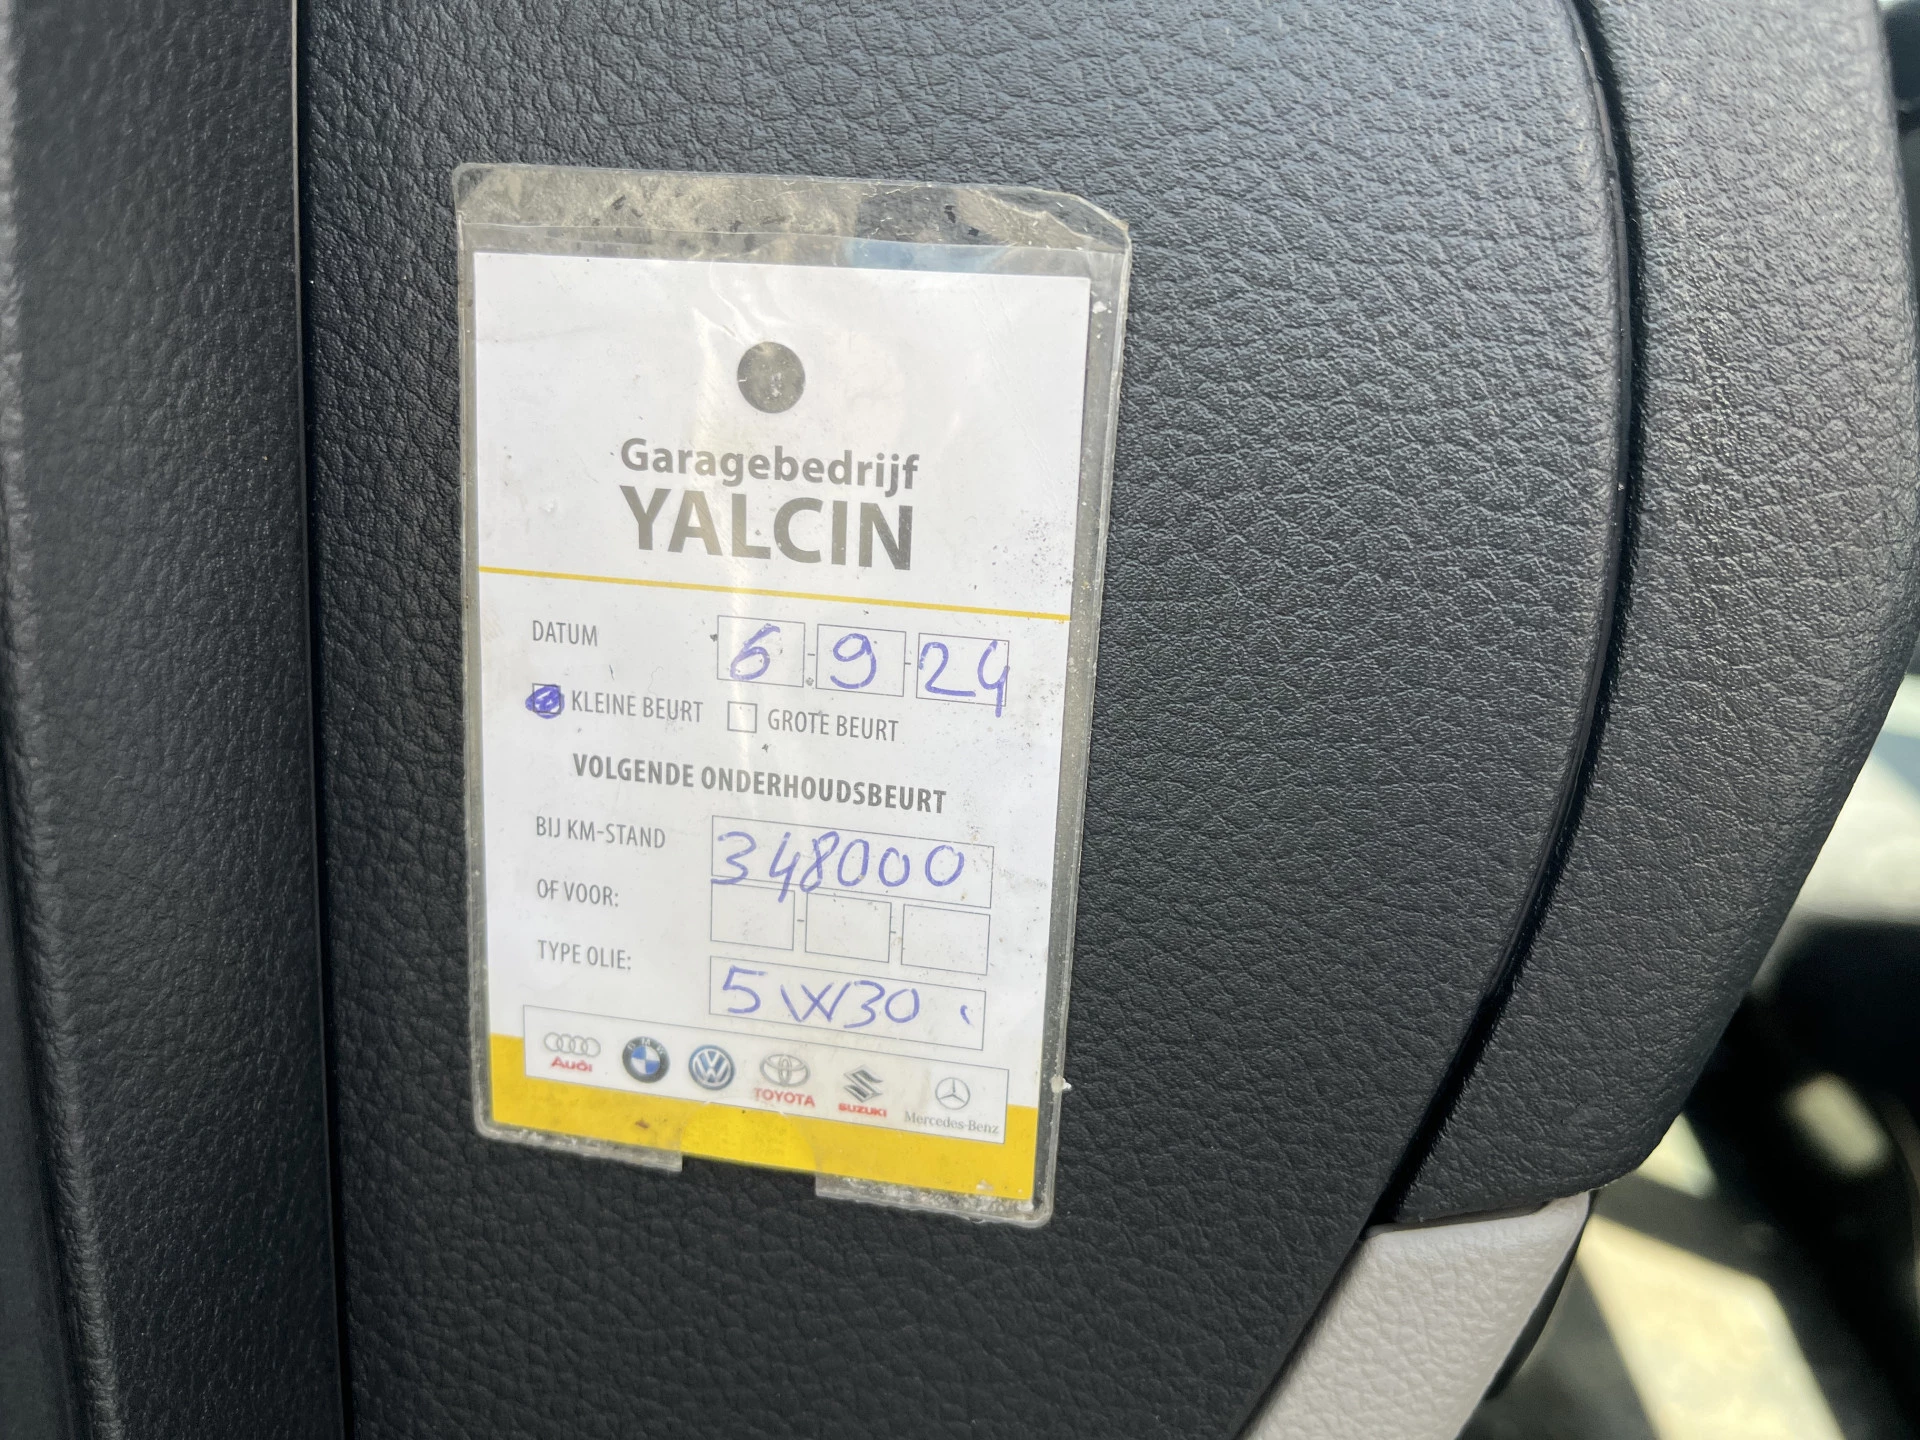 Garagebedrijf
YALCIN
DATUM 6 - 9 - 24
KLEINE BEURT GROTE BEURT
VOLGENDE ONDERHOUDSBEURT
BIJ KM-STAND 348000
OF VOOR: - -
TYPE OLIE: 5W30
Audi BMW TOYOTA SUZUKI Mercedes-Benz